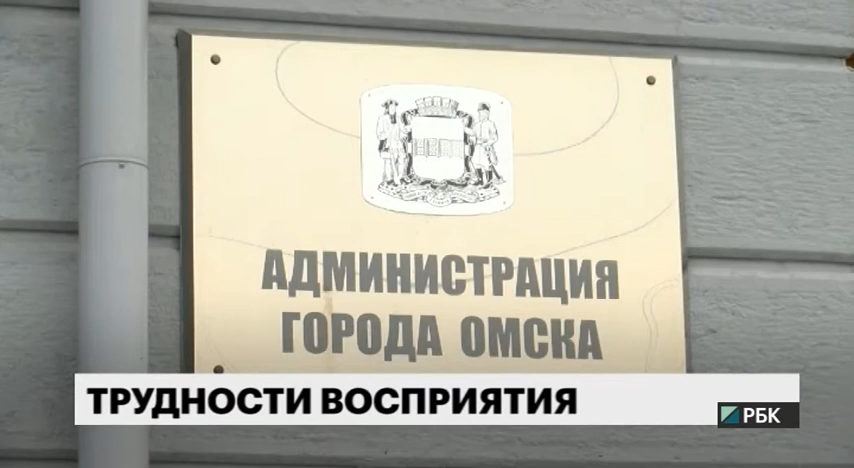 АДМИНИСТРАЦИЯ
ГОРОДА ОМСКА
ТРУДНОСТИ ВОСПРИЯТИЯ
РБК